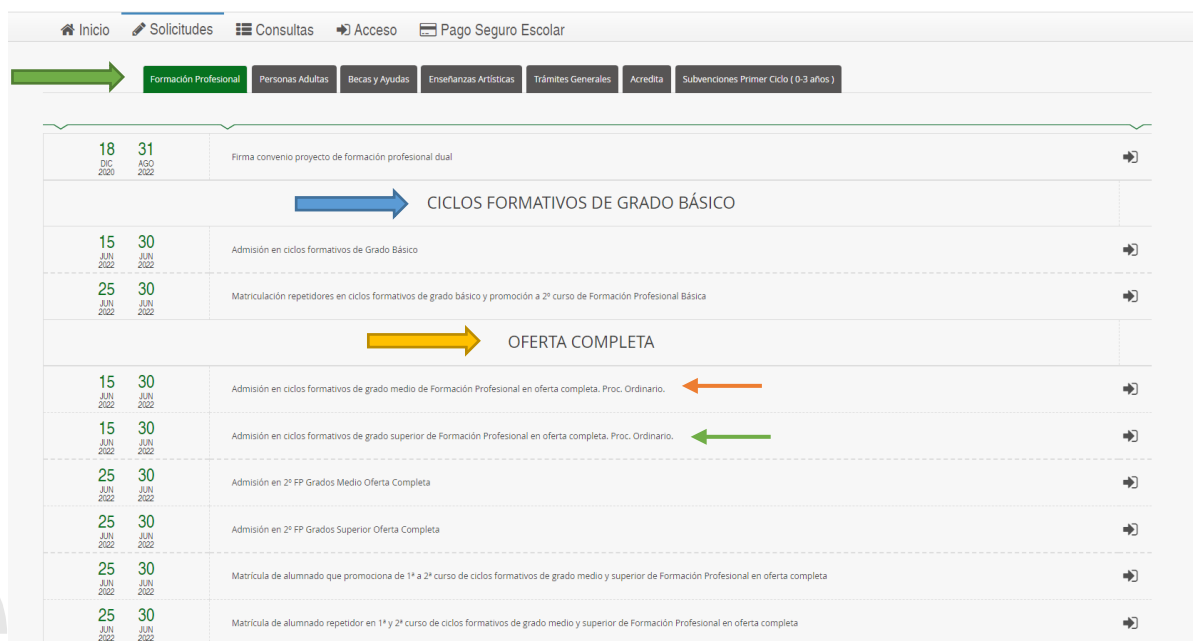 Inicio Solicitudes Consultas Acceso Pago Seguro Escolar
Formación Profesional Personas Adultas Becas y Ayudas Enseñanzas Artísticas Trámites Generales Acredita Subvenciones Primer Ciclo ( 0-3 años )
18 DIC 2020 31 AGO 2022 Firma convenio proyecto de formación profesional dual
CICLOS FORMATIVOS DE GRADO BÁSICO
15 JUN 2022 30 JUN 2022 Admisión en ciclos formativos de Grado Básico
25 JUN 2022 30 JUN 2022 Matriculación repetidores en ciclos formativos de grado básico y promoción a 2º curso de Formación Profesional Básica
OFERTA COMPLETA
15 JUN 2022 30 JUN 2022 Admisión en ciclos formativos de grado medio de Formación Profesional en oferta completa. Proc. Ordinario.
15 JUN 2022 30 JUN 2022 Admisión en ciclos formativos de grado superior de Formación Profesional en oferta completa. Proc. Ordinario.
25 JUN 2022 30 JUN 2022 Admisión en 2º FP Grados Medio Oferta Completa
25 JUN 2022 30 JUN 2022 Admisión en 2º FP Grados Superior Oferta Completa
25 JUN 2022 30 JUN 2022 Matrícula de alumnado que promociona de 1ª a 2ª curso de ciclos formativos de grado medio y superior de Formación Profesional en oferta completa
25 JUN 2022 30 JUN 2022 Matrícula de alumnado repetidor en 1ª y 2ª curso de ciclos formativos de grado medio y superior de Formación Profesional en oferta completa